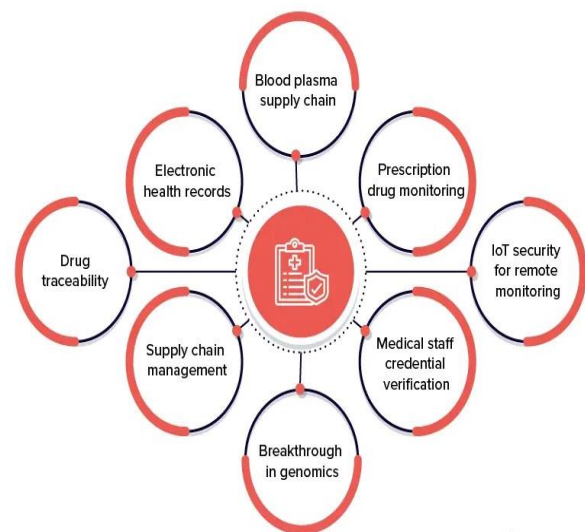 Blood plasma
supply chain
Electronic
health records
Prescription
drug monitoring
Drug
traceability
IoT security
for remote
monitoring
Supply chain
management
Medical staff
credential
verification
Breakthrough
in genomics